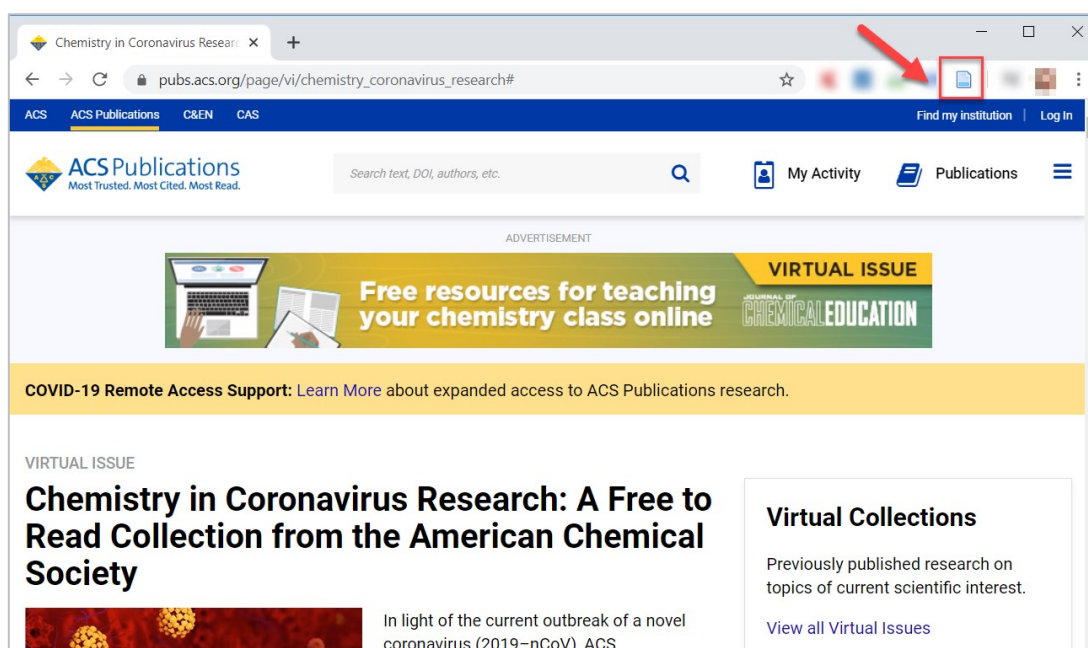 Chemistry in Coronavirus Researc
pubs.acs.org/page/vi/chemistry_coronavirus_research#
ACS ACS Publications C&EN CAS Find my institution | Log In
ACS Publications
Most Trusted. Most Cited. Most Read.
Search text, DOI, authors, etc.
My Activity
Publications
ADVERTISEMENT
Free resources for teaching
your chemistry class online
VIRTUAL ISSUE
JOURNAL OF
CHEMICALEDUCATION
COVID-19 Remote Access Support: Learn More about expanded access to ACS Publications research.
VIRTUAL ISSUE
Chemistry in Coronavirus Research: A Free to
Read Collection from the American Chemical
Society
In light of the current outbreak of a novel
coronavirus (2019–nCoV), ACS
Virtual Collections
Previously published research on
topics of current scientific interest.
View all Virtual Issues